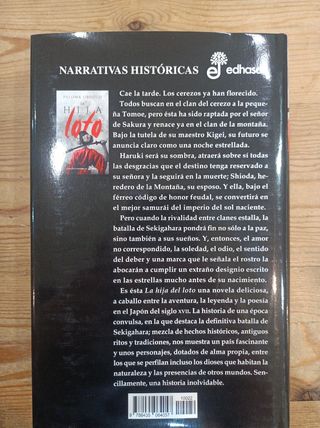 NARRATIVAS HISTÓRICAS edhasa
PALOMA ORDOZCO
HIJA
loto
Cae la tarde. Los cerezos ya han florecido.
Todos buscan en el clan del cerezo a la peque-
ña Tomoe, pero ésta ha sido raptada por el señor
de Sakura y renace ya en el clan de la montaña.
Bajo la tutela de su maestro Kigei, su futuro se
anuncia claro como una noche estrellada.
Haruki será su sombra, atraerá sobre sí todas
las desgracias que el destino tenga reservado a
su señora y la seguirá en la muerte; Shioda, he-
redero de la Montaña, su esposo. Y ella, bajo el
férreo código de honor feudal, se convertirá en
el mejor samurái del imperio del sol naciente.
Pero cuando la rivalidad entre clanes estalla, la
batalla de Sekigahara pondrá fin no sólo a la paz,
sino también a sus sueños. Y, entonces, el amor
no correspondido, la soledad, el odio, el sentido
del deber y una marca que le señala el rostro la
abocarán a cumplir un extraño designio escrito
en las estrellas mucho antes de su nacimiento.
Es ésta La hija del loto una novela deliciosa,
a caballo entre la aventura, la leyenda y la poesía
en el Japón del siglo XVII. La historia de una época
convulsa, en la que destaca la definitiva batalla de
Sekigahara; mezcla de hechos históricos, antiguos
ritos y tradiciones, nos muestra un país fascinante
y unos personajes, dotados de alma propia, entre
los que se perfilan incluso los dioses que habitan la
naturaleza y las presencias de otros mundos. Sen-
cillamente, una historia inolvidable.
10022